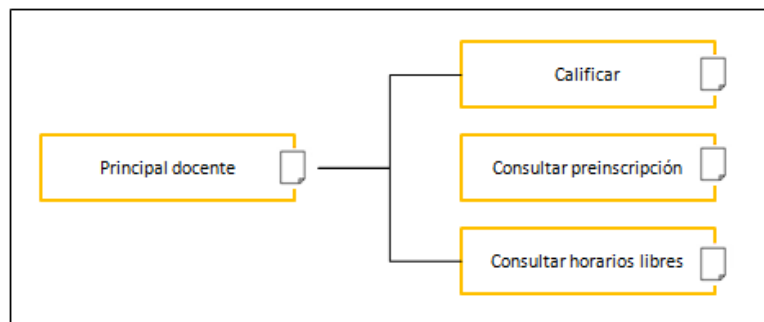 Calificar
Principal docente
Consultar preinscripción
Consultar horarios libres